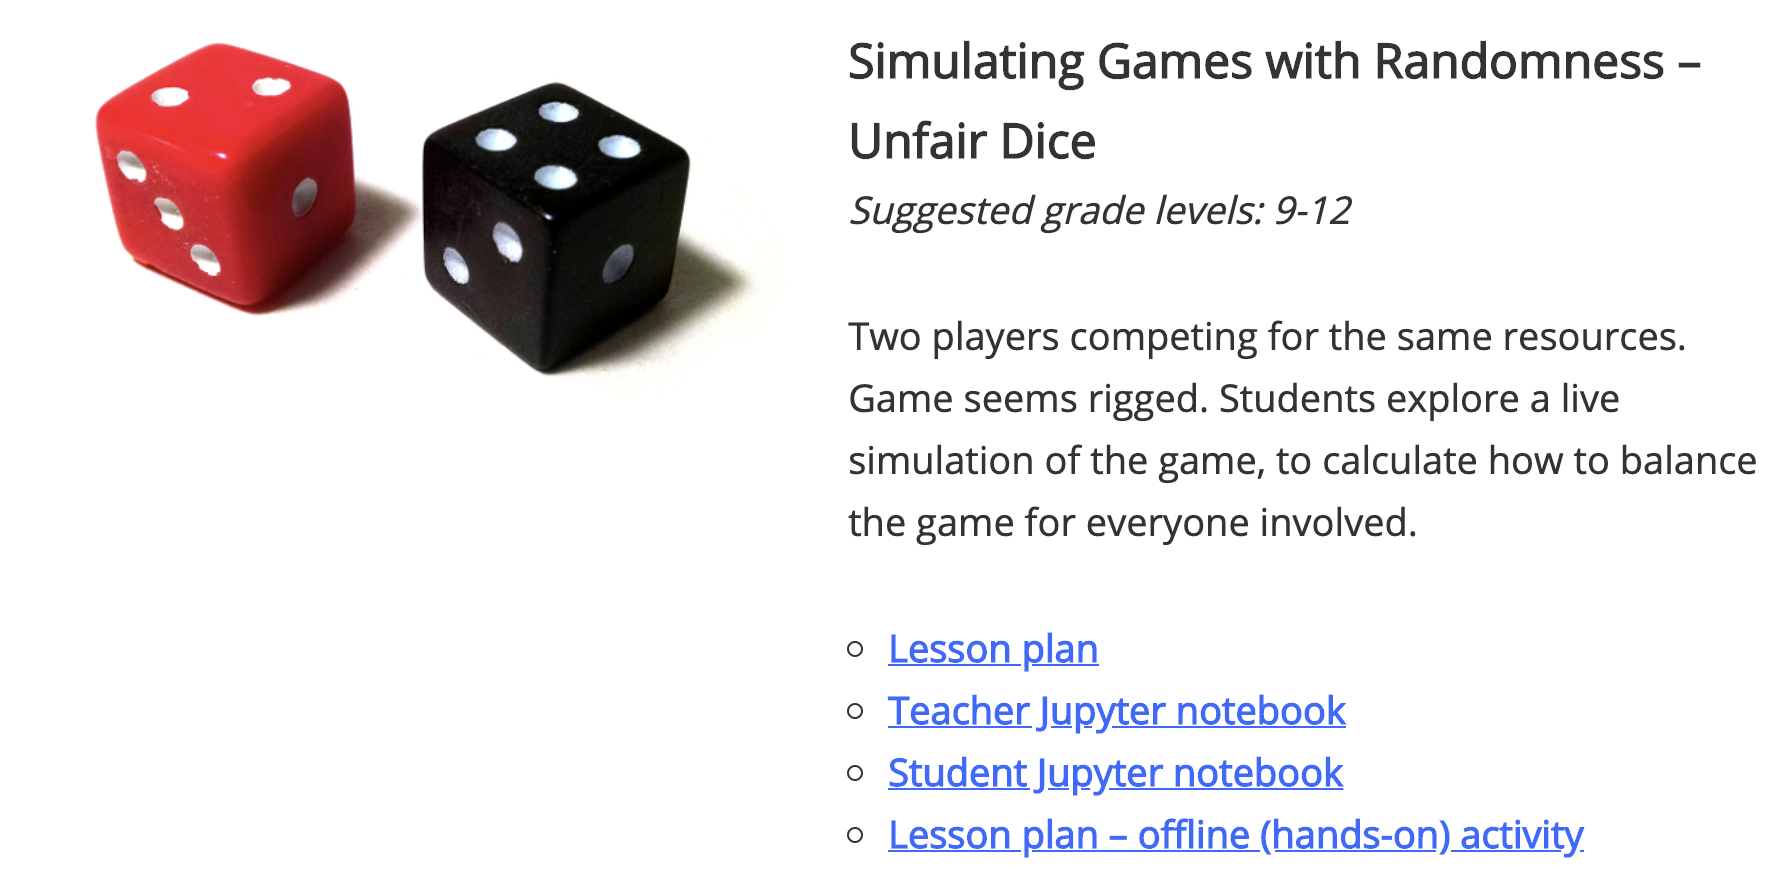 Simulating Games with Randomness –
Unfair Dice
Suggested grade levels: 9-12
Two players competing for the same resources.
Game seems rigged. Students explore a live
simulation of the game, to calculate how to balance
the game for everyone involved.
Lesson plan
Teacher Jupyter notebook
Student Jupyter notebook
Lesson plan – offline (hands-on) activity